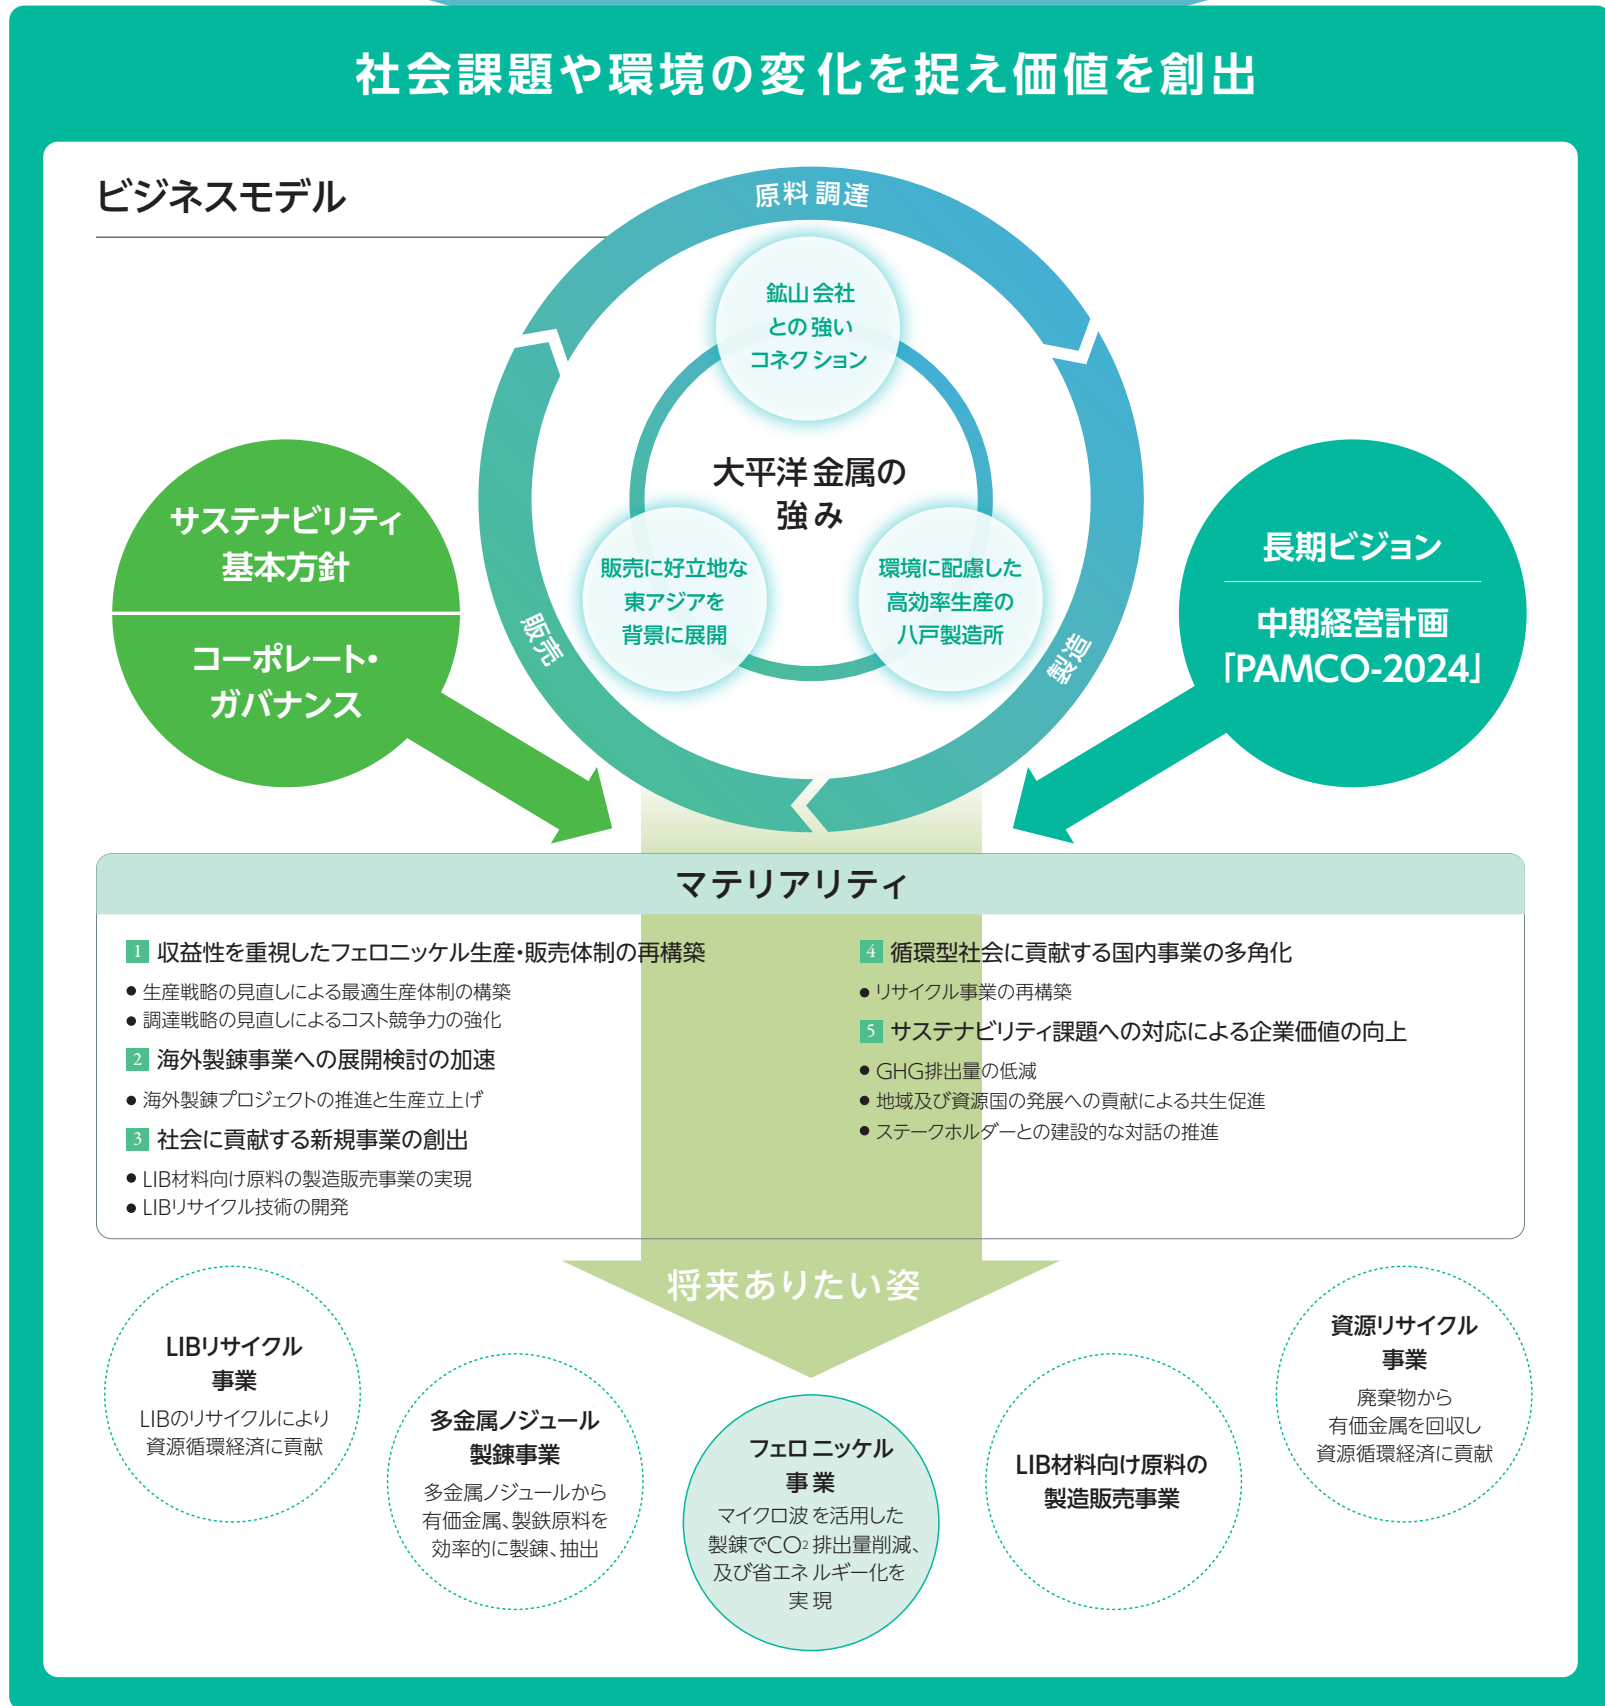 社会課題や環境の変化を捉え価値を創出
ビジネスモデル
原料調達
鉱山会社
との強い
コネクション
大平洋金属の
強み
販売に好立地な
東アジアを
背景に展開
環境に配慮した
高効率生産の
八戸製造所
販売
製造
サステナビリティ
基本方針
コーポレート・
ガバナンス
長期ビジョン
中期経営計画
「PAMCO-2024」
マテリアリティ
1 収益性を重視したフェロニッケル生産・販売体制の再構築
● 生産戦略の見直しによる最適生産体制の構築
● 調達戦略の見直しによるコスト競争力の強化
2 海外製錬事業への展開検討の加速
● 海外製錬プロジェクトの推進と生産立上げ
3 社会に貢献する新規事業の創出
● LIB材料向け原料の製造販売事業の実現
● LIBリサイクル技術の開発
4 循環型社会に貢献する国内事業の多角化
● リサイクル事業の再構築
5 サステナビリティ課題への対応による企業価値の向上
● GHG排出量の低減
● 地域及び資源国の発展への貢献による共生促進
● ステークホルダーとの建設的な対話の推進
将来ありたい姿
LIBリサイクル
事業
LIBのリサイクルにより
資源循環経済に貢献
多金属ノジュール
製錬事業
多金属ノジュールから
有価金属、製鉄原料を
効率的に製錬、抽出
フェロニッケル
事業
マイクロ波を活用した
製錬でCO2排出量削減、
及び省エネルギー化を
実現
LIB材料向け原料の
製造販売事業
資源リサイクル
事業
廃棄物から
有価金属を回収し
資源循環経済に貢献